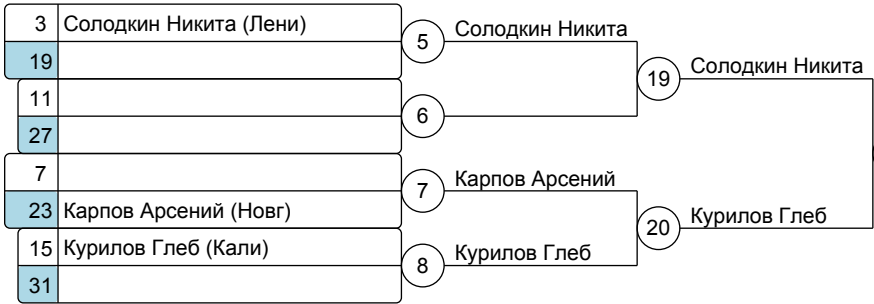 3 Солодкин Никита (Лени)
19
11
27
7
23 Карпов Арсений (Новг)
15 Курилов Глеб (Кали)
31
5 Солодкин Никита
6
7 Карпов Арсений
8 Курилов Глеб
19 Солодкин Никита
20 Курилов Глеб